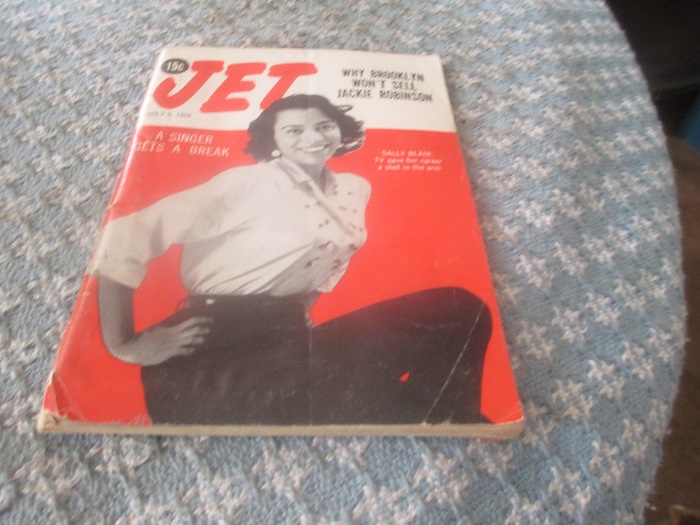 15¢
JET
WHY BROOKLYN
WON'T SELL
JACKIE ROBINSON
JULY
A SINGER
GETS A BREAK
SALLY BLAIR
TV gave her career
a shot in the arm